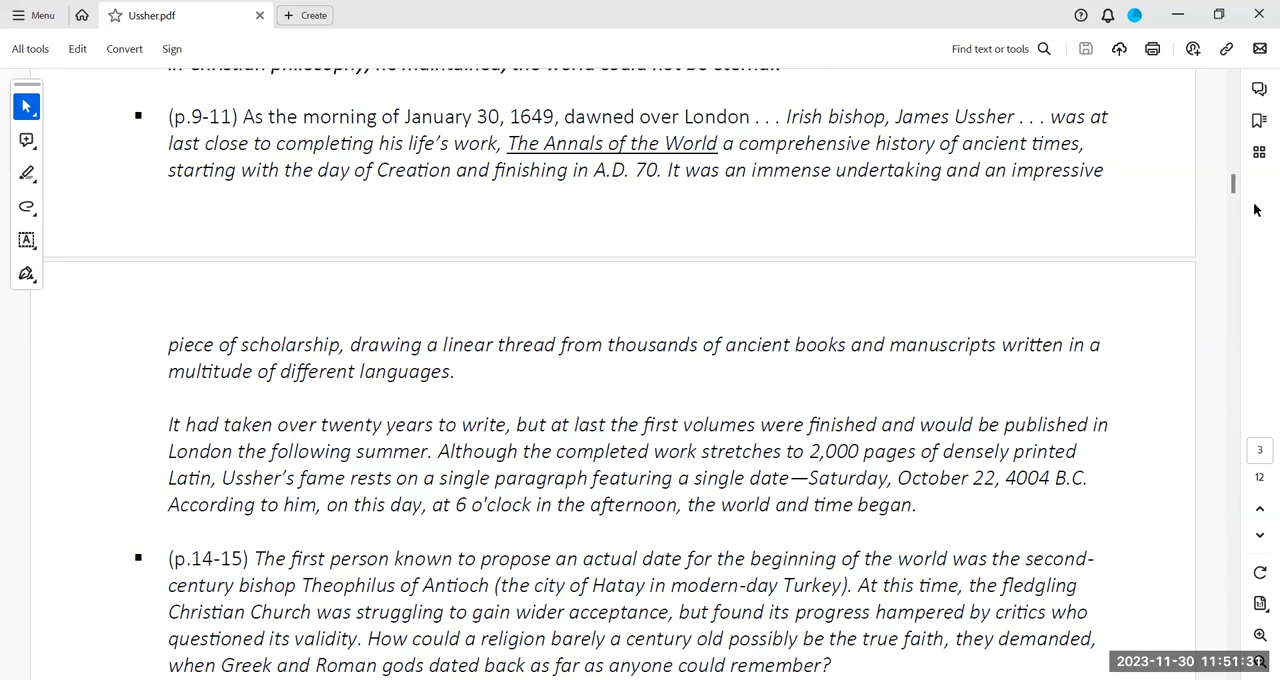 Menu
Ussher.pdf
Create
All tools
Edit
Convert
Sign
Find text or tools
in Christian philosophy, he maintained, the world could not be eternal.
(p.9-11) As the morning of January 30, 1649, dawned over London . . . Irish bishop, James Ussher . . . was at
last close to completing his life’s work, The Annals of the World a comprehensive history of ancient times,
starting with the day of Creation and finishing in A.D. 70. It was an immense undertaking and an impressive
piece of scholarship, drawing a linear thread from thousands of ancient books and manuscripts written in a
multitude of different languages.
It had taken over twenty years to write, but at last the first volumes were finished and would be published in
London the following summer. Although the completed work stretches to 2,000 pages of densely printed
Latin, Ussher’s fame rests on a single paragraph featuring a single date—Saturday, October 22, 4004 B.C.
According to him, on this day, at 6 o'clock in the afternoon, the world and time began.
(p.14-15) The first person known to propose an actual date for the beginning of the world was the second-
century bishop Theophilus of Antioch (the city of Hatay in modern-day Turkey). At this time, the fledgling
Christian Church was struggling to gain wider acceptance, but found its progress hampered by critics who
questioned its validity. How could a religion barely a century old possibly be the true faith, they demanded,
when Greek and Roman gods dated back as far as anyone could remember?
3
12
2023-11-30 11:51:31